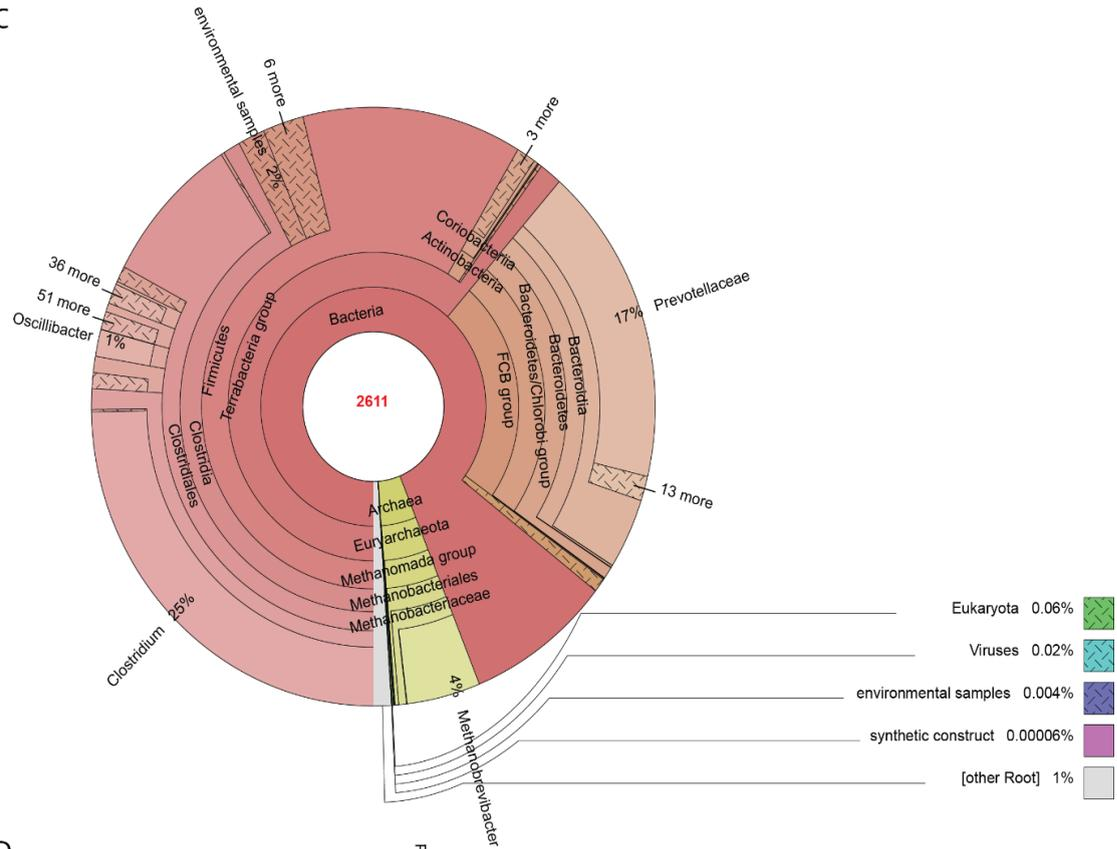 C
environmental samples 2%
6 more
3 more
36 more
51 more
Oscillibacter 1%
Clostridium 25%
Clostridiales
Clostridia
Firmicutes
Terrabacteria group
Bacteria
2611
Coriobacteriia
Actinobacteria
FCB group
Bacteroidetes/Chlorobi group
Bacteroidetes
Bacteroidia
17% Prevotellaceae
13 more
Archaea
Euryarchaeota
Methanomada group
Methanobacteriales
Methanobacteriaceae
4% Methanobrevibacter
Eukaryota 0.06%
Viruses 0.02%
environmental samples 0.004%
synthetic construct 0.00006%
[other Root] 1%